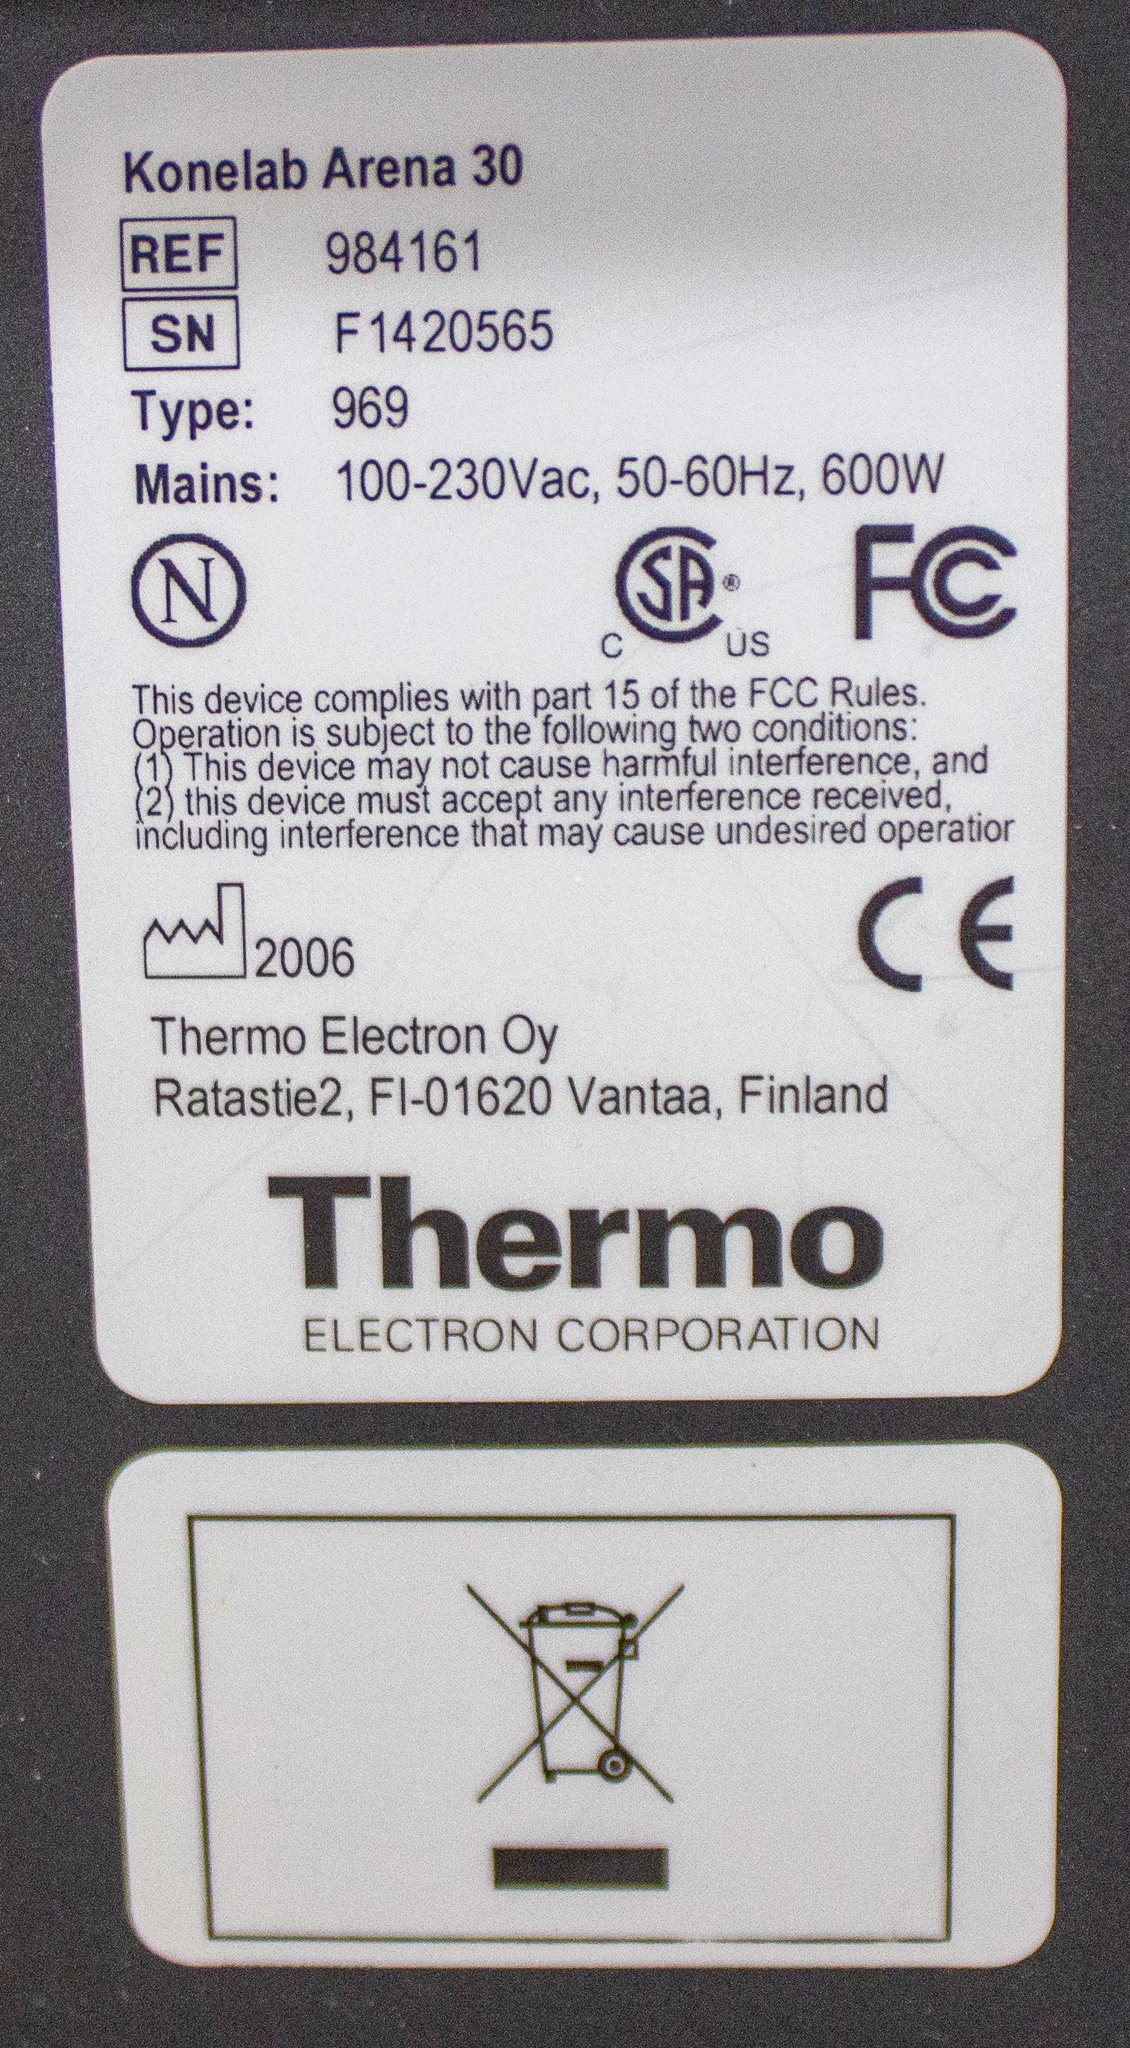 Konelab Arena 30
REF 984161
SN F1420565
Type: 969
Mains: 100-230Vac, 50-60Hz, 600W
N C SA ® US FC
This device complies with part 15 of the FCC Rules.
Operation is subject to the following two conditions:
(1) This device may not cause harmful interference, and
(2) this device must accept any interference received,
including interference that may cause undesired operatior
2006 CE
Thermo Electron Oy
Ratastie2, FI-01620 Vantaa, Finland
Thermo
ELECTRON CORPORATION